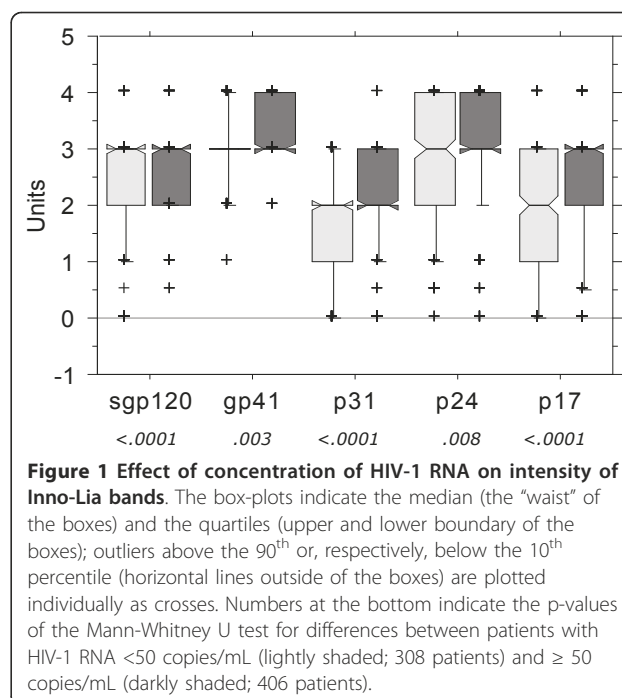 5
4
3
2
1
0
-1
Units
sgp120 gp41 p31 p24 p17
<.0001 .003 <.0001 .008 <.0001
Figure 1 Effect of concentration of HIV-1 RNA on intensity of
Inno-Lia bands. The box-plots indicate the median (the “waist” of
the boxes) and the quartiles (upper and lower boundary of the
boxes); outliers above the 90th or, respectively, below the 10th
percentile (horizontal lines outside of the boxes) are plotted
individually as crosses. Numbers at the bottom indicate the p-values
of the Mann-Whitney U test for differences between patients with
HIV-1 RNA <50 copies/mL (lightly shaded; 308 patients) and ≥ 50
copies/mL (darkly shaded; 406 patients).